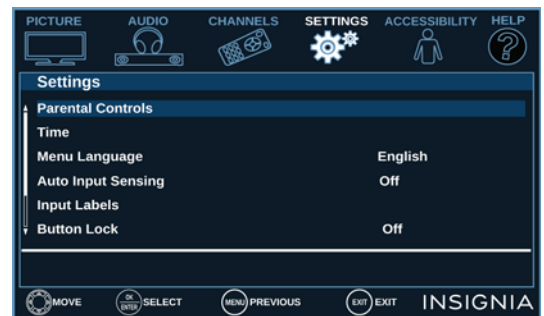 PICTURE AUDIO CHANNELS SETTINGS ACCESSIBILITY HELP
?
Settings
Parental Controls
Time
Menu Language English
Auto Input Sensing Off
Input Labels
Button Lock Off
MOVE OK ENTER SELECT MENU PREVIOUS EXIT EXIT INSIGNIA